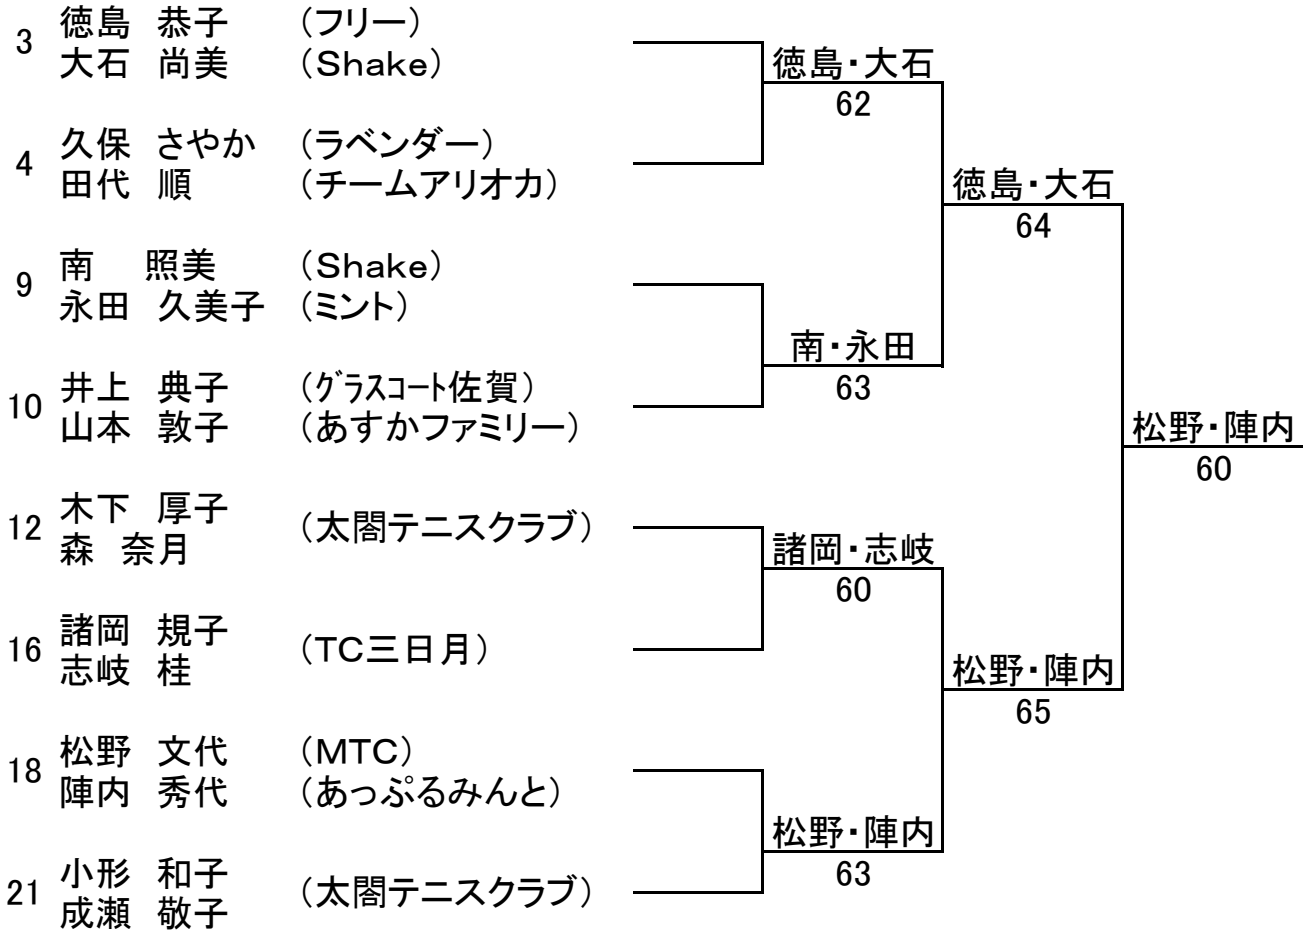 3
徳島 恭子 (フリー)
大石 尚美 (Shake)
徳島・大石
62
4
久保 さやか (ラベンダー)
田代 順 (チームアリオカ)
徳島・大石
64
9
南 照美 (Shake)
永田 久美子 (ミント)
南・永田
63
10
井上 典子 (グラスコート佐賀)
山本 敦子 (あすかファミリー)
松野・陣内
60
12
木下 厚子
森 奈月
(太閤テニスクラブ)
諸岡・志岐
60
16
諸岡 規子
志岐 桂
(TC三日月)
松野・陣内
65
18
松野 文代 (MTC)
陣内 秀代 (あっぷるみんと)
松野・陣内
63
21
小形 和子
成瀬 敬子
(太閤テニスクラブ)